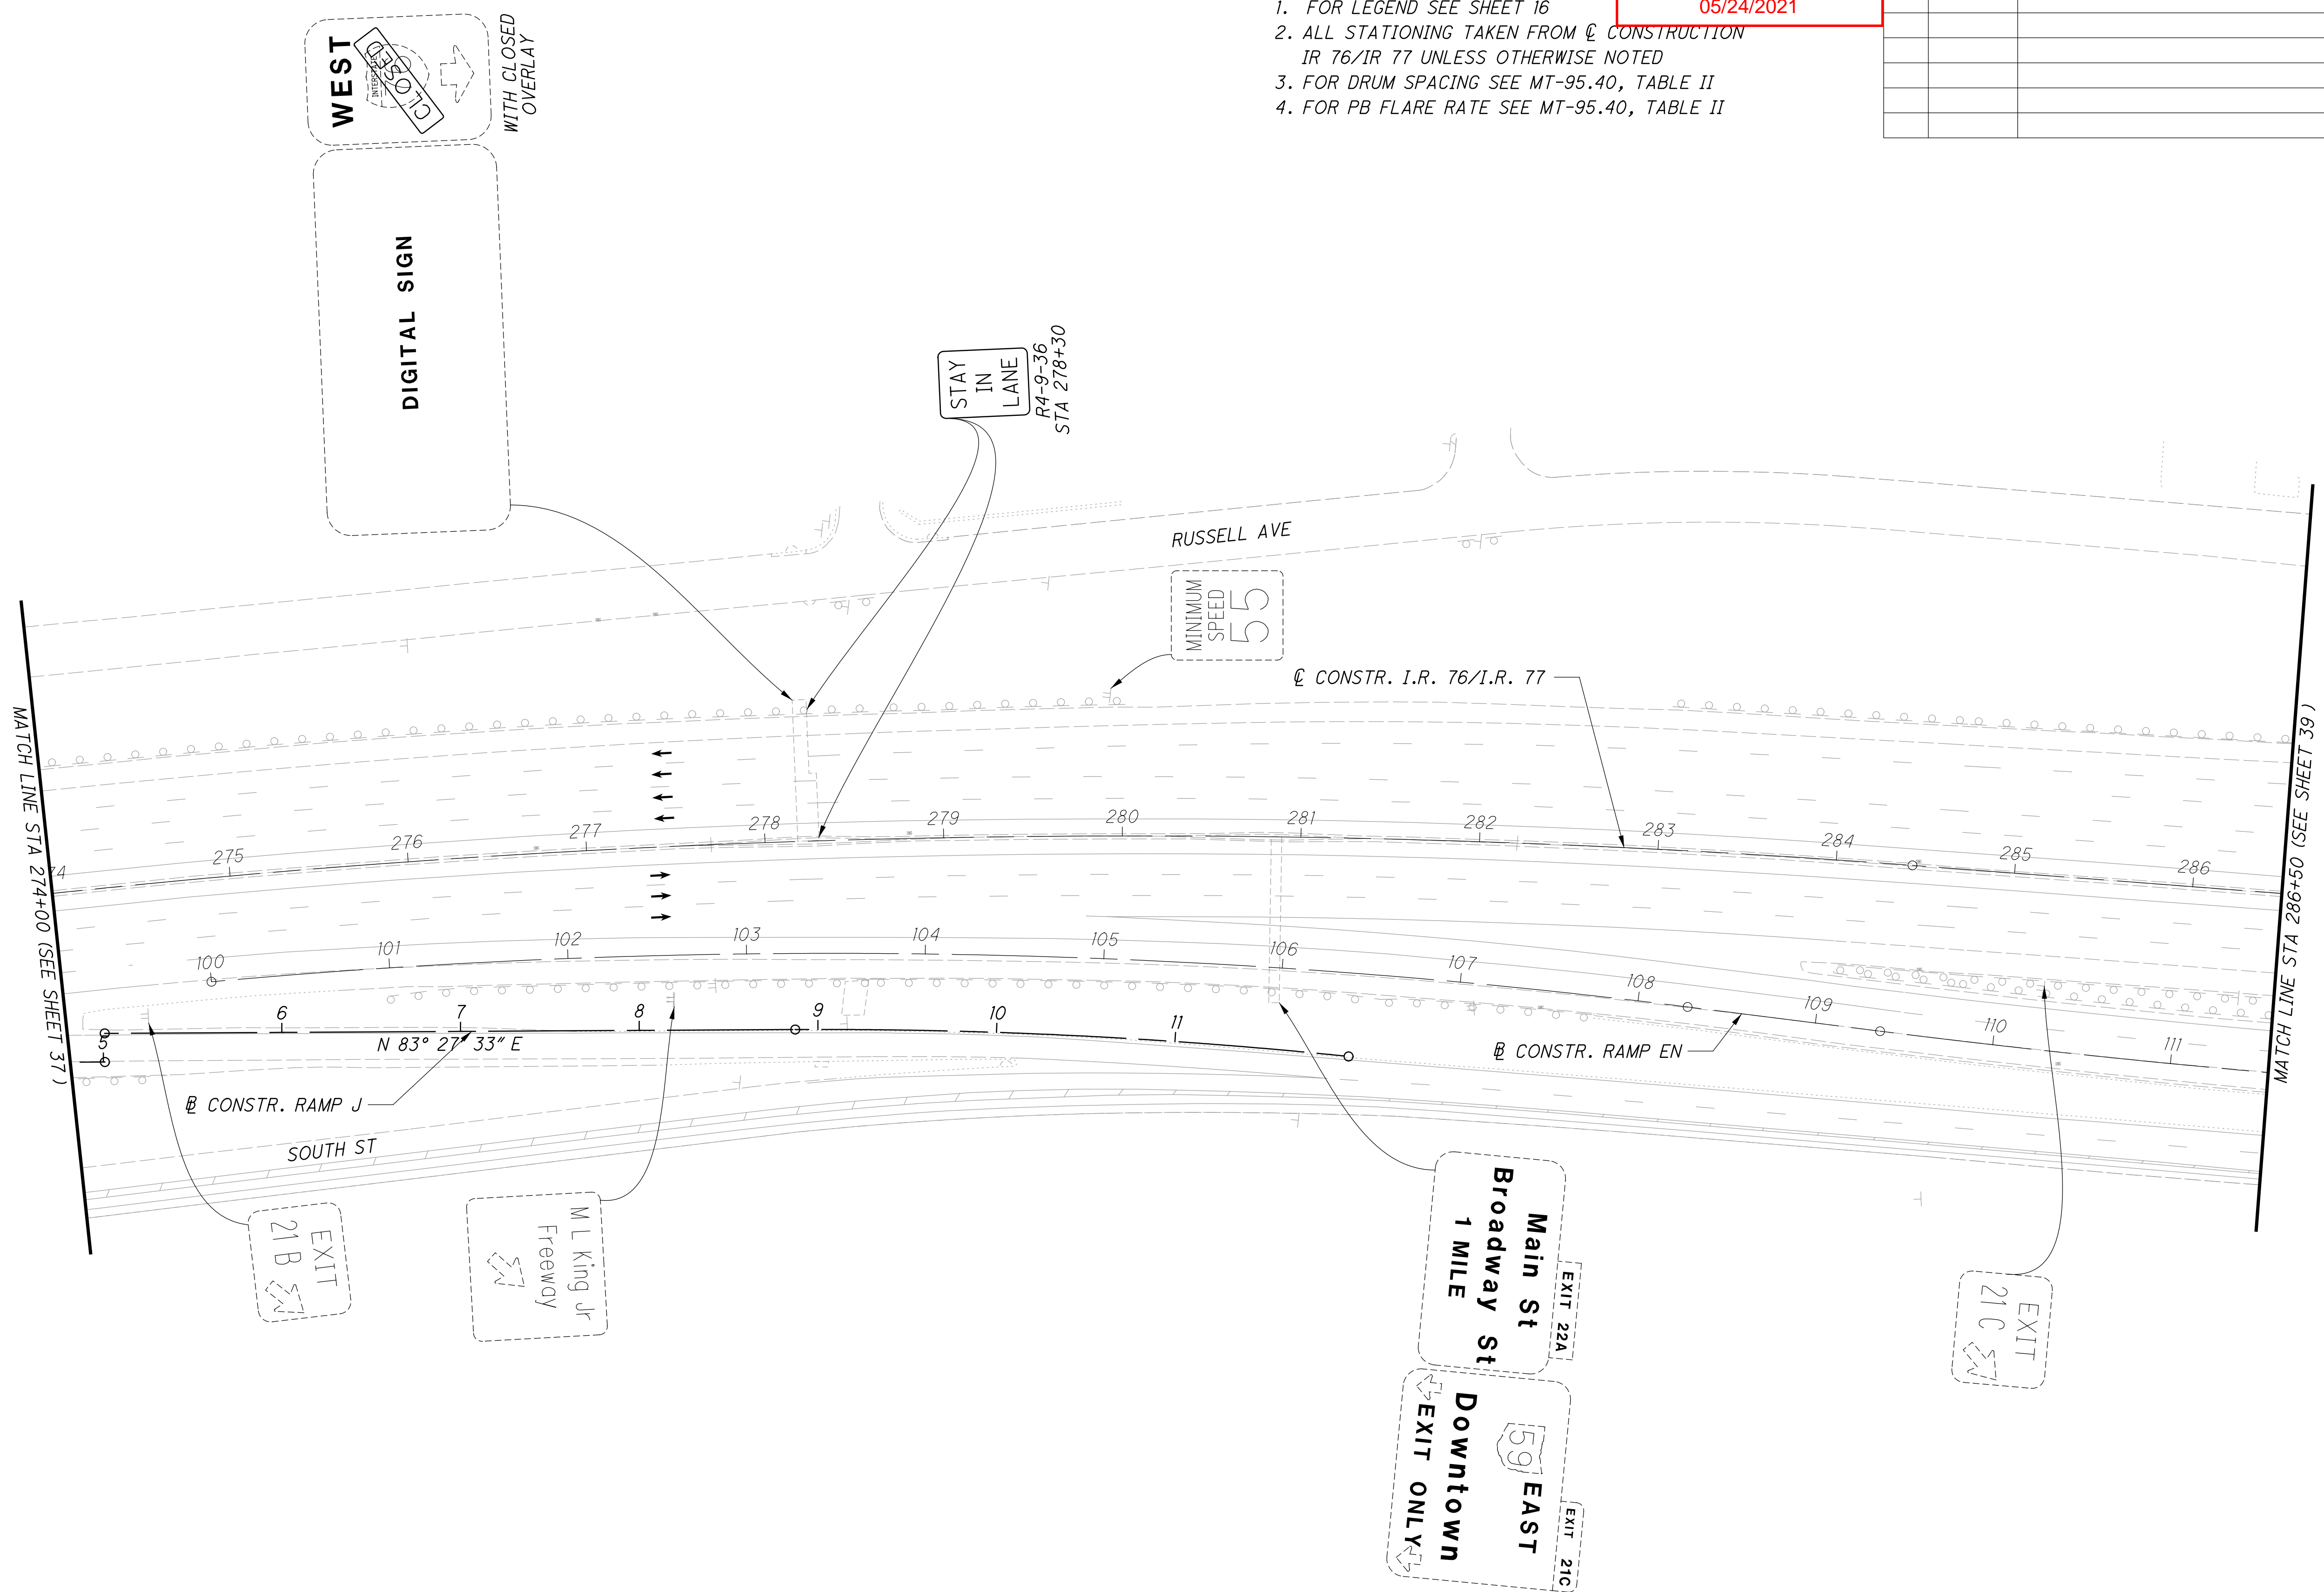 1. FOR LEGEND SEE SHEET 16
05/24/2021
2. ALL STATIONING TAKEN FROM ℄ CONSTRUCTION
IR 76/IR 77 UNLESS OTHERWISE NOTED
3. FOR DRUM SPACING SEE MT-95.40, TABLE II
4. FOR PB FLARE RATE SEE MT-95.40, TABLE II
WEST
INTERSTATE
CLOSED
WITH CLOSED
OVERLAY
DIGITAL SIGN
STAY
IN
LANE
R4-9-36
STA 278+30
RUSSELL AVE
MINIMUM
SPEED
55
℄ CONSTR. I.R. 76/I.R. 77
MATCH LINE STA 274+00 (SEE SHEET 37)
MATCH LINE STA 286+50 (SEE SHEET 39)
74 275 276 277 278 279 280 281 282 283 284 285 286
100 101 102 103 104 105 106 107 108 109 110 111
5 6 7 8 9 10 11
N 83° 27' 33" E
B CONSTR. RAMP EN
B CONSTR. RAMP J
SOUTH ST
EXIT
21 B
M L King Jr
Freeway
EXIT 22A
Main St
Broadway St
1 MILE
EXIT 21C
59 EAST
Downtown
EXIT ONLY
EXIT
21 C